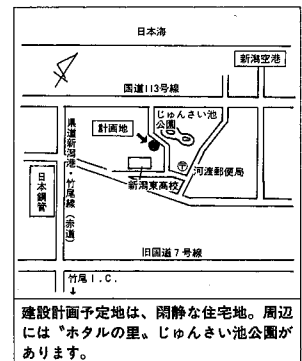 日本海
新潟空港
国道113号線
じゅんさい池
公園
計画地
県道新潟港・竹尾線(赤道)
〒
河渡郵便局
日本鋼管
新潟東高校
旧国道7号線
竹尾I.C.
↓
建設計画予定地は、閑静な住宅地。周辺
には〝ホタルの里〟じゅんさい池公園が
あります。